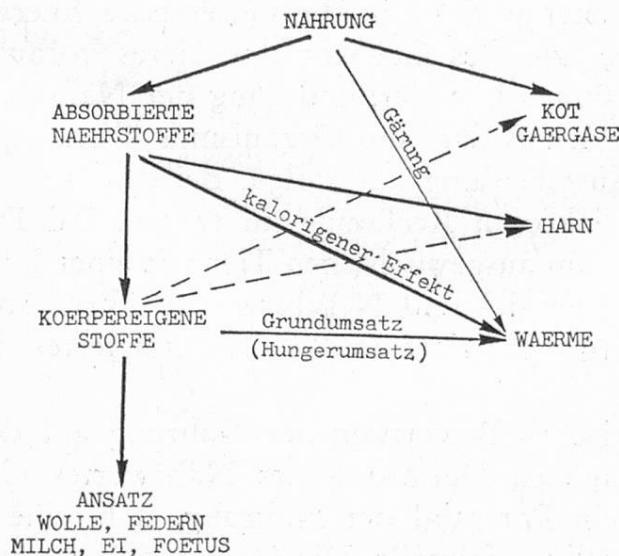 NAHRUNG
ABSORBIERTE
NAEHRSTOFFE
KOT
GAERGASE
Gärung
kalorigener Effekt
HARN
KOERPEREIGENE
STOFFE
Grundumsatz
(Hungerumsatz)
WAERME
ANSATZ
WOLLE, FEDERN
MILCH, EI, FOETUS